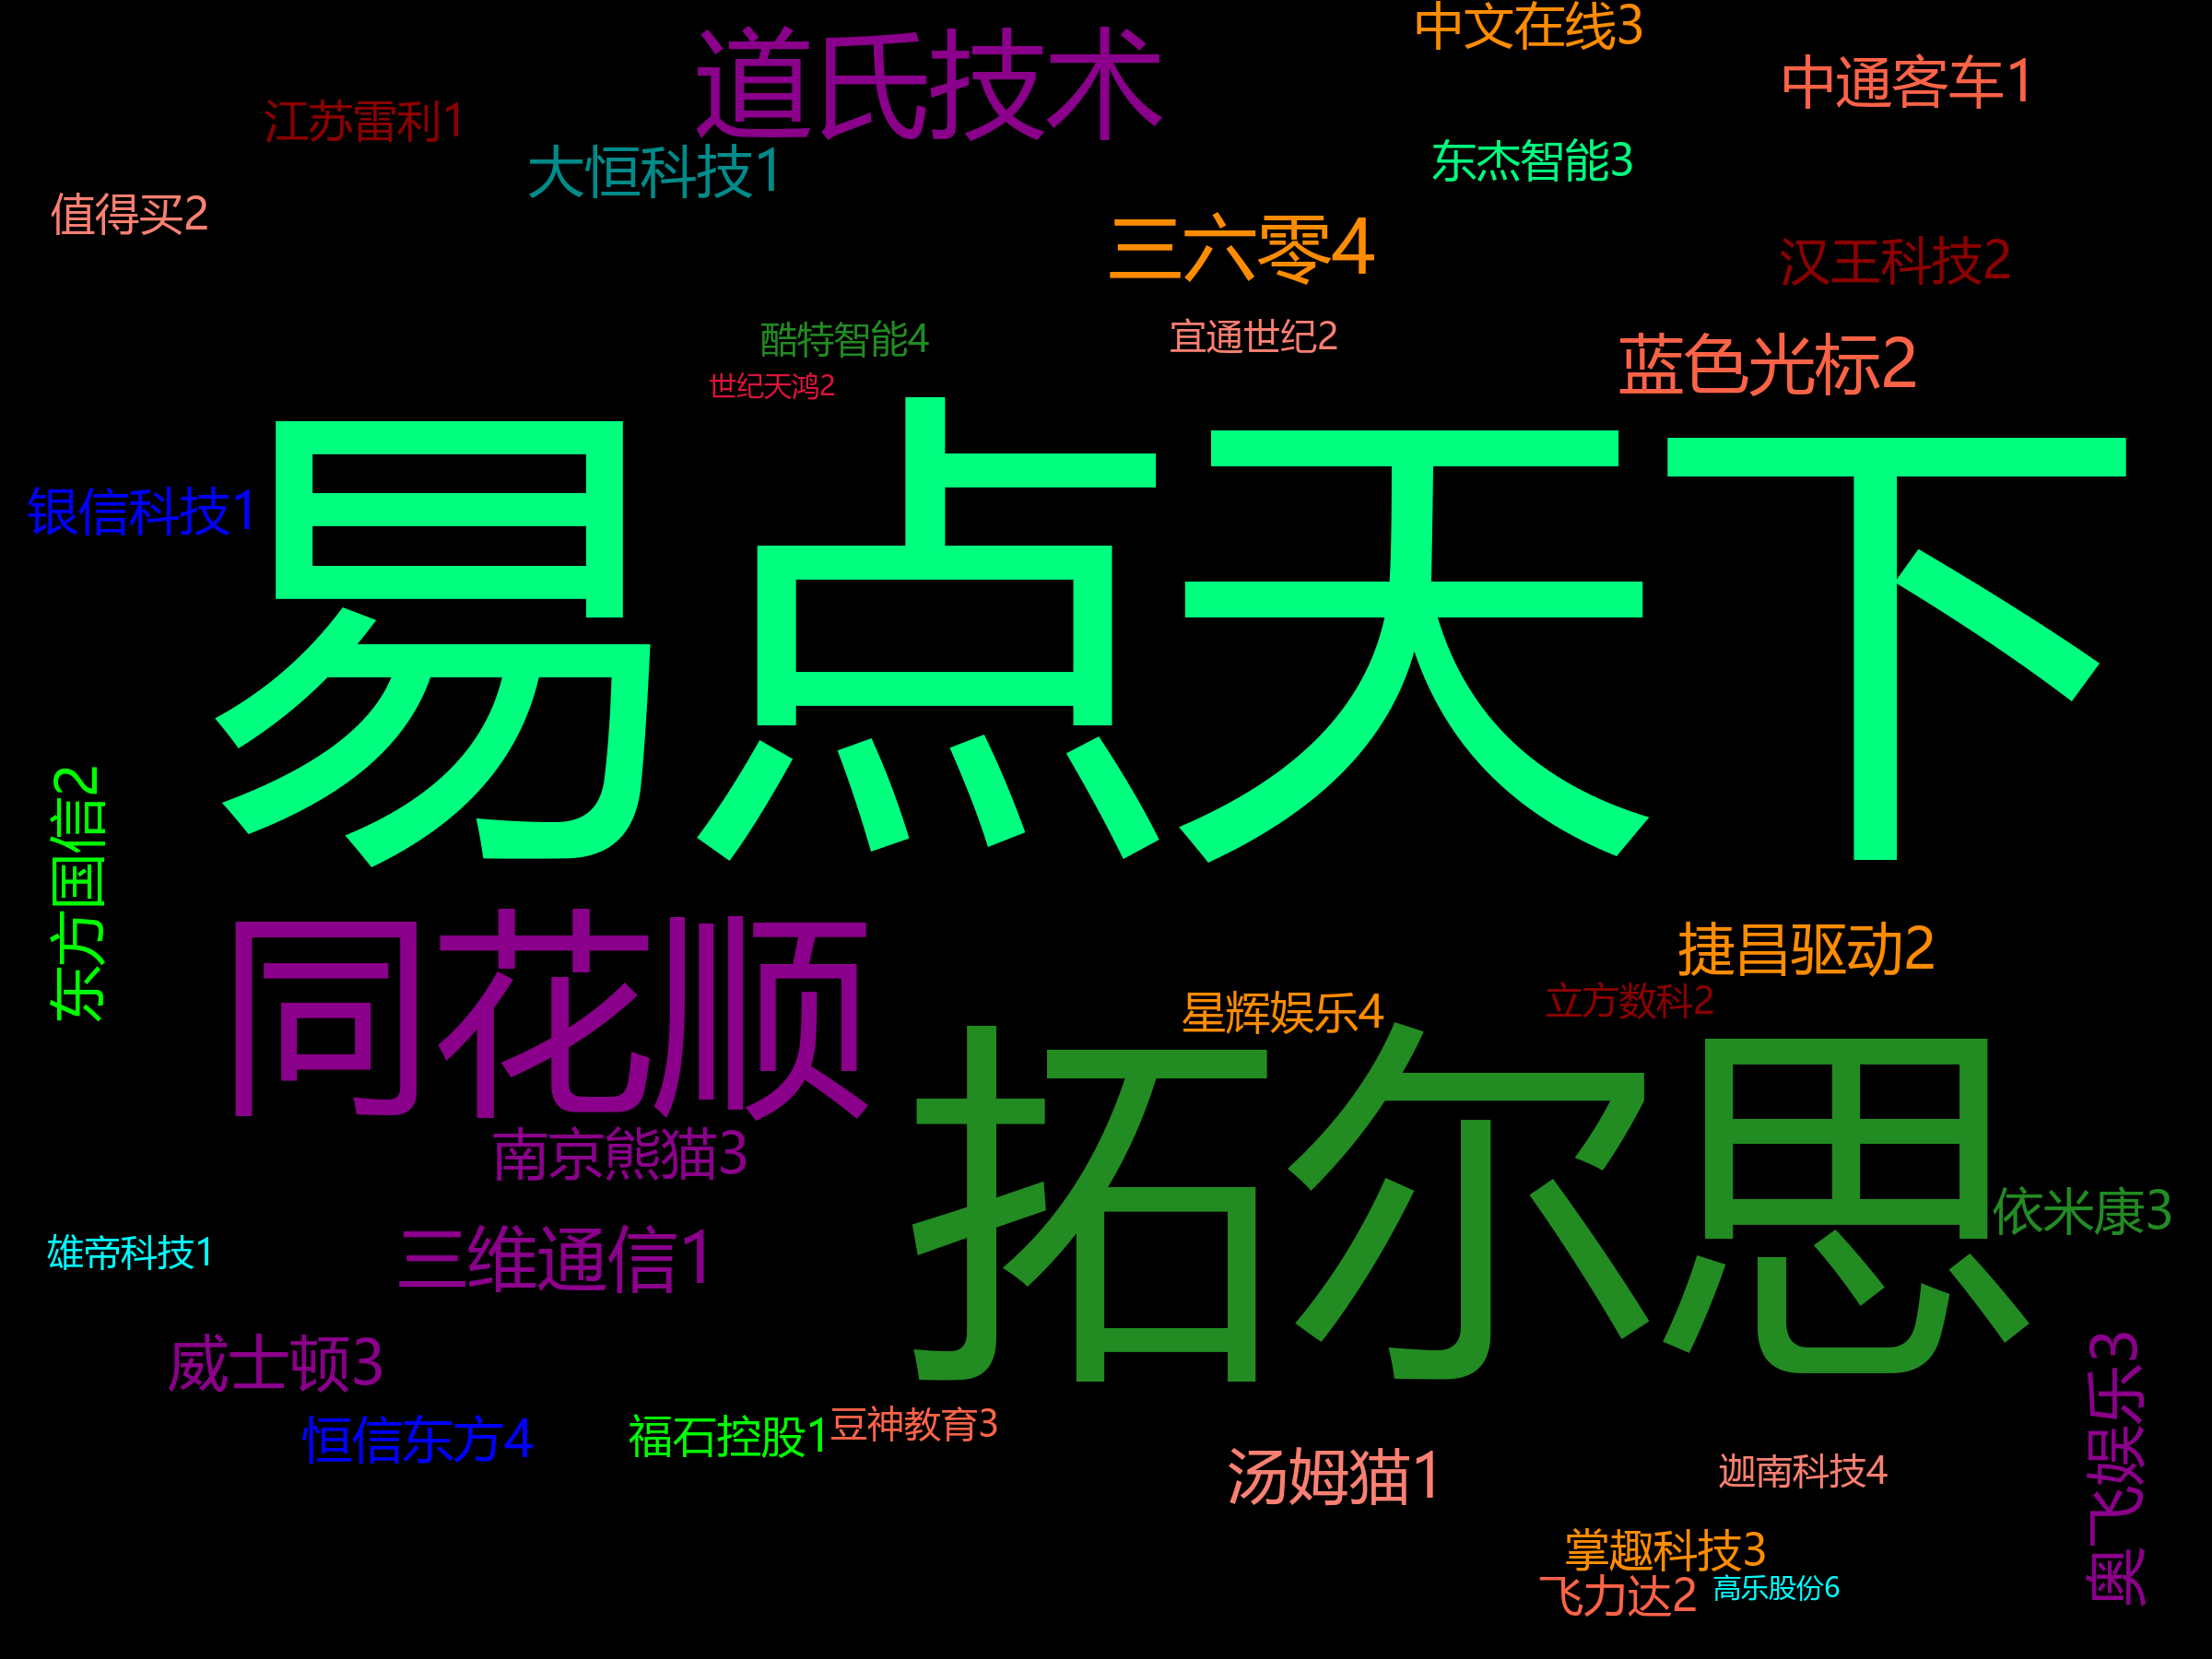 中文在线3
道氏技术
中通客车1
江苏雷利1
大恒科技1
东杰智能3
值得买2
三六零4
汉王科技2
酷特智能4
宜通世纪2
蓝色光标2
世纪天鸿2
易点天下
银信科技1
东方国信2
同花顺
捷昌驱动2
星辉娱乐4
立方数科2
拓尔思
南京熊猫3
依米康3
雄帝科技1
三维通信1
威士顿3
奥飞娱乐3
恒信东方4
福石控股1
豆神教育3
汤姆猫1
迦南科技4
掌趣科技3
飞力达2
高乐股份6